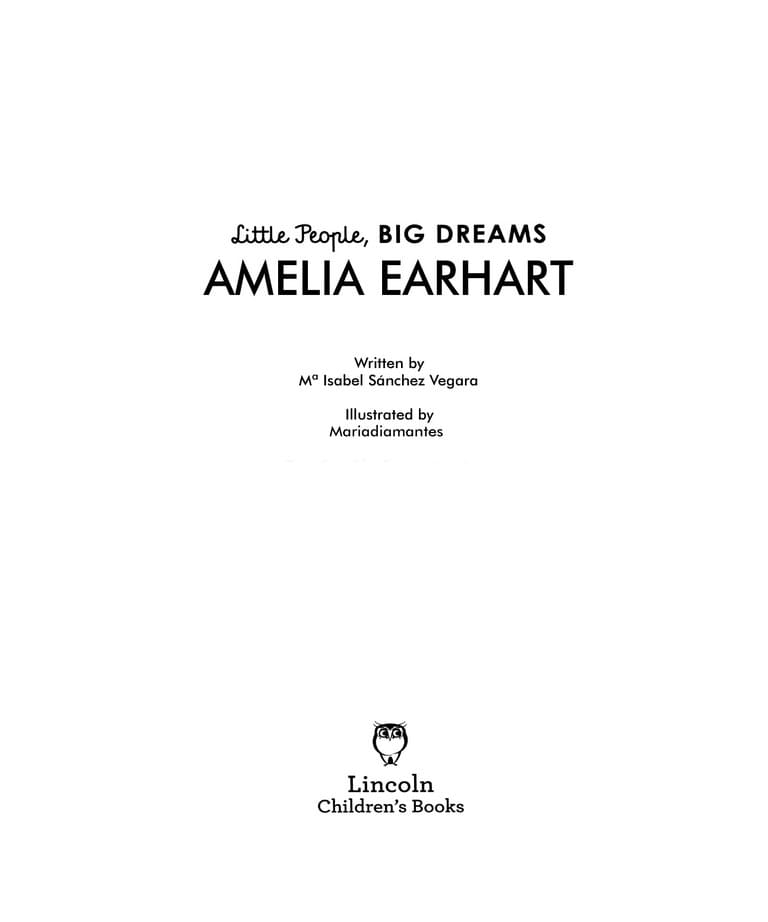 Little People, BIG DREAMS
AMELIA EARHART
Written by
Mª Isabel Sánchez Vegara
Illustrated by
Mariadiamantes
Lincoln
Children's Books